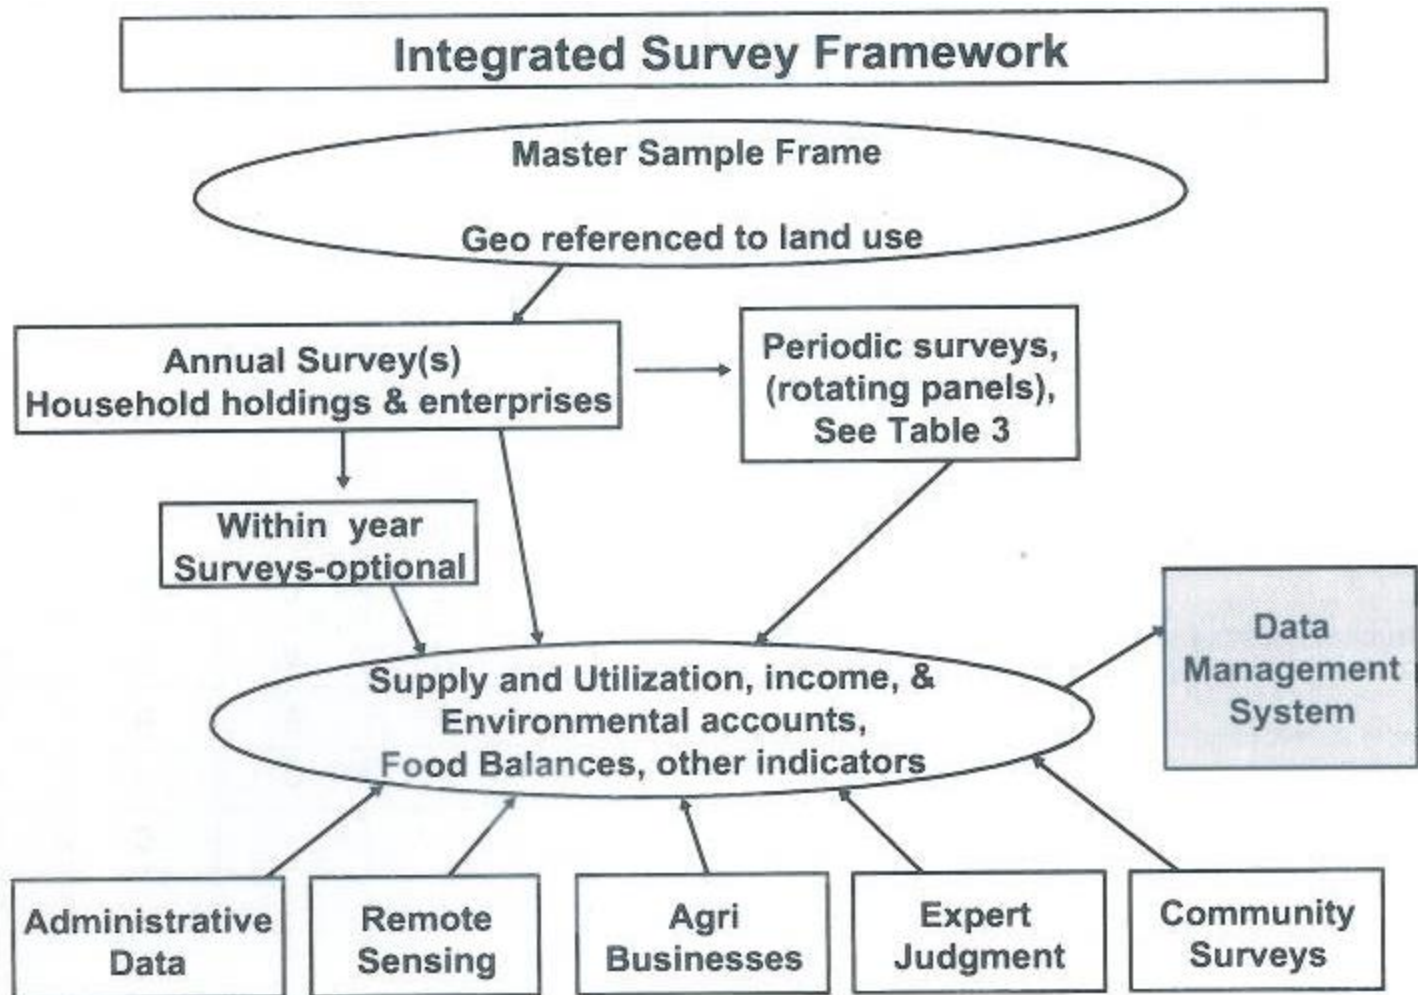 Integrated Survey Framework
Master Sample Frame
Geo referenced to land use
Annual Survey(s)
Household holdings & enterprises
Periodic surveys,
(rotating panels),
See Table 3
Within year
Surveys-optional
Supply and Utilization, income, &
Environmental accounts,
Food Balances, other indicators
Data
Management
System
Administrative
Data
Remote
Sensing
Agri
Businesses
Expert
Judgment
Community
Surveys